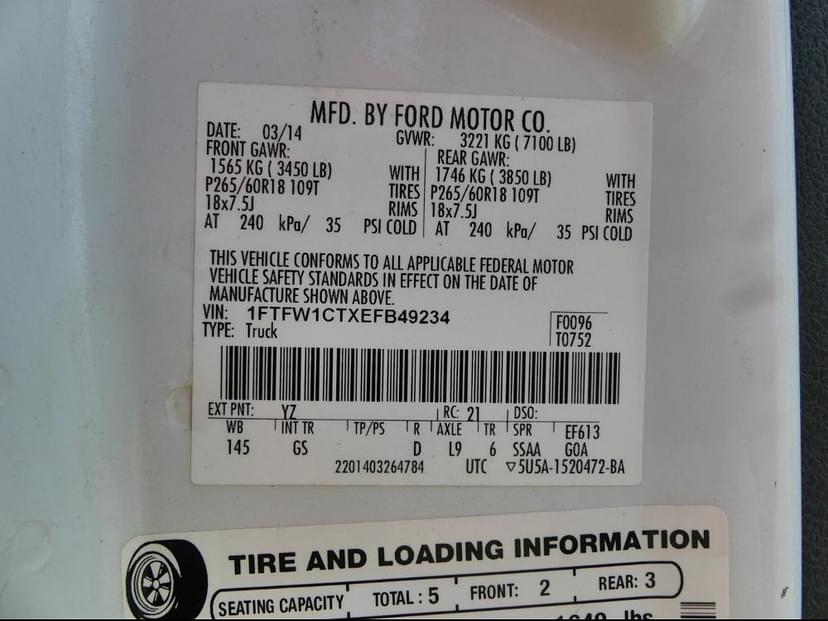 MFD. BY FORD MOTOR CO.
DATE: 03/14 GVWR: 3221 KG ( 7100 LB)
FRONT GAWR: REAR GAWR:
1565 KG ( 3450 LB) WITH 1746 KG ( 3850 LB) WITH
P265/60R18 109T TIRES P265/60R18 109T TIRES
18x7.5J RIMS 18x7.5J RIMS
AT 240 kPa/ 35 PSI COLD AT 240 kPa/ 35 PSI COLD
THIS VEHICLE CONFORMS TO ALL APPLICABLE FEDERAL MOTOR
VEHICLE SAFETY STANDARDS IN EFFECT ON THE DATE OF
MANUFACTURE SHOWN ABOVE.
VIN: 1FTFW1CTXEFB49234 F0096
TYPE: Truck T0752
EXT PNT: YZ RC: 21 DSO:
WB INT TR TP/PS R AXLE TR SPR EF613
145 GS D L9 6 SSAA GOA
2201403264784 UTC ▽5U5A-1520472-BA
TIRE AND LOADING INFORMATION
SEATING CAPACITY TOTAL : 5 FRONT: 2 REAR: 3
lbs